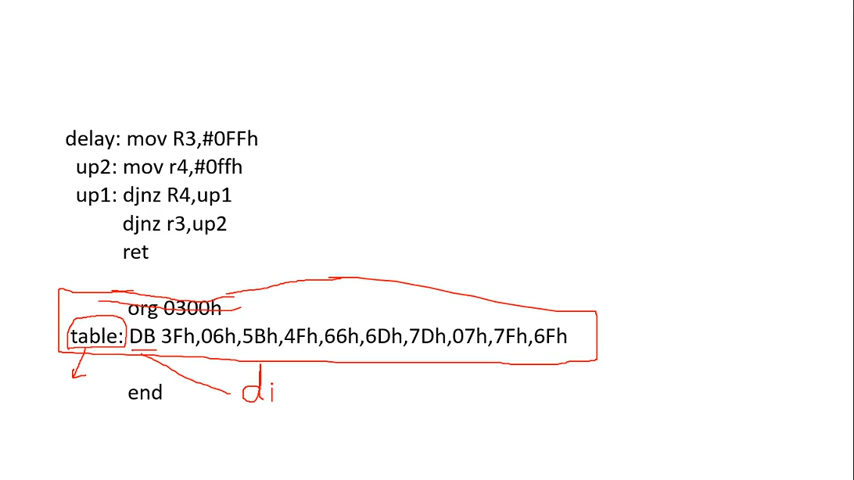 delay: mov R3,#0FFh
up2: mov r4,#0ffh
up1: djnz R4,up1
djnz r3,up2
ret
org 0300h
table: DB 3Fh,06h,5Bh,4Fh,66h,6Dh,7Dh,07h,7Fh,6Fh
end
di